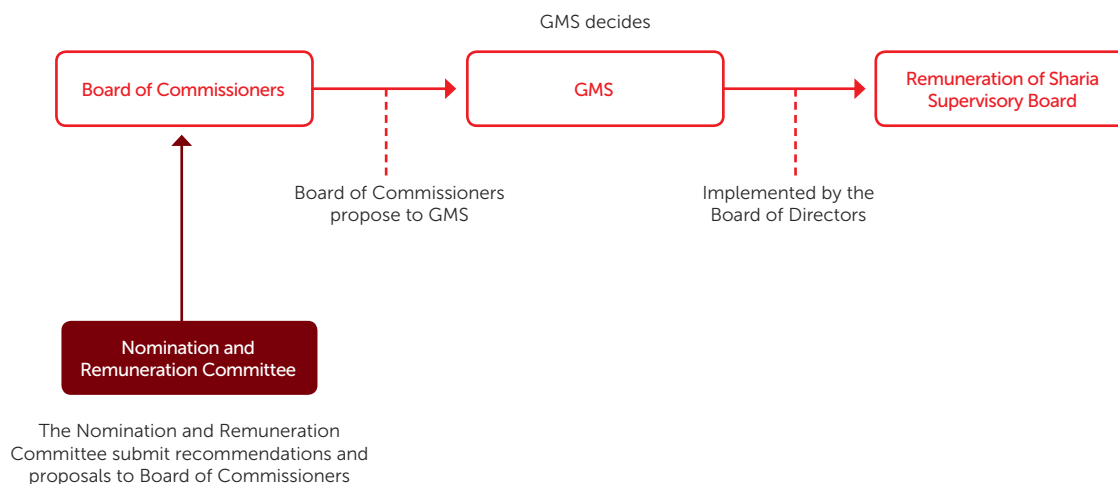 GMS decides
Board of Commissioners
GMS
Remuneration of Sharia
Supervisory Board
Board of Commissioners
propose to GMS
Implemented by the
Board of Directors
Nomination and
Remuneration Committee
The Nomination and Remuneration
Committee submit recommendations and
proposals to Board of Commissioners